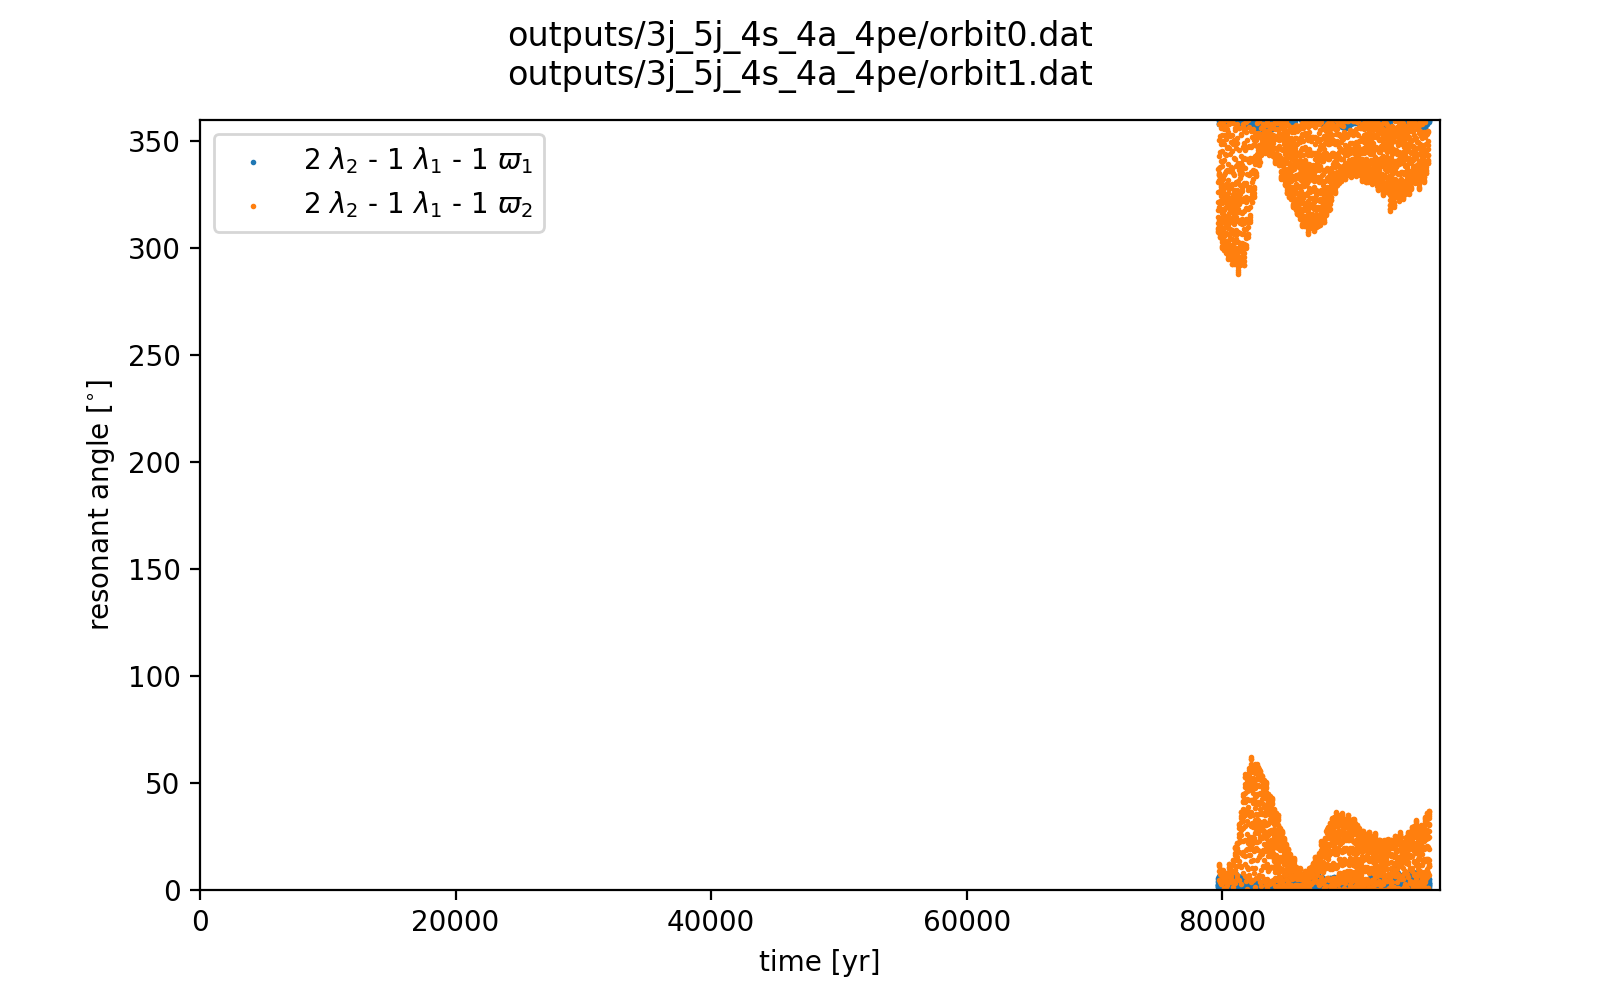 outputs/3j_5j_4s_4a_4pe/orbit0.dat
outputs/3j_5j_4s_4a_4pe/orbit1.dat
2 λ₂ - 1 λ₁ - 1 ϖ₁
2 λ₂ - 1 λ₁ - 1 ϖ₂
350
300
250
200
150
100
50
0
resonant angle [°]
0 20000 40000 60000 80000
time [yr]